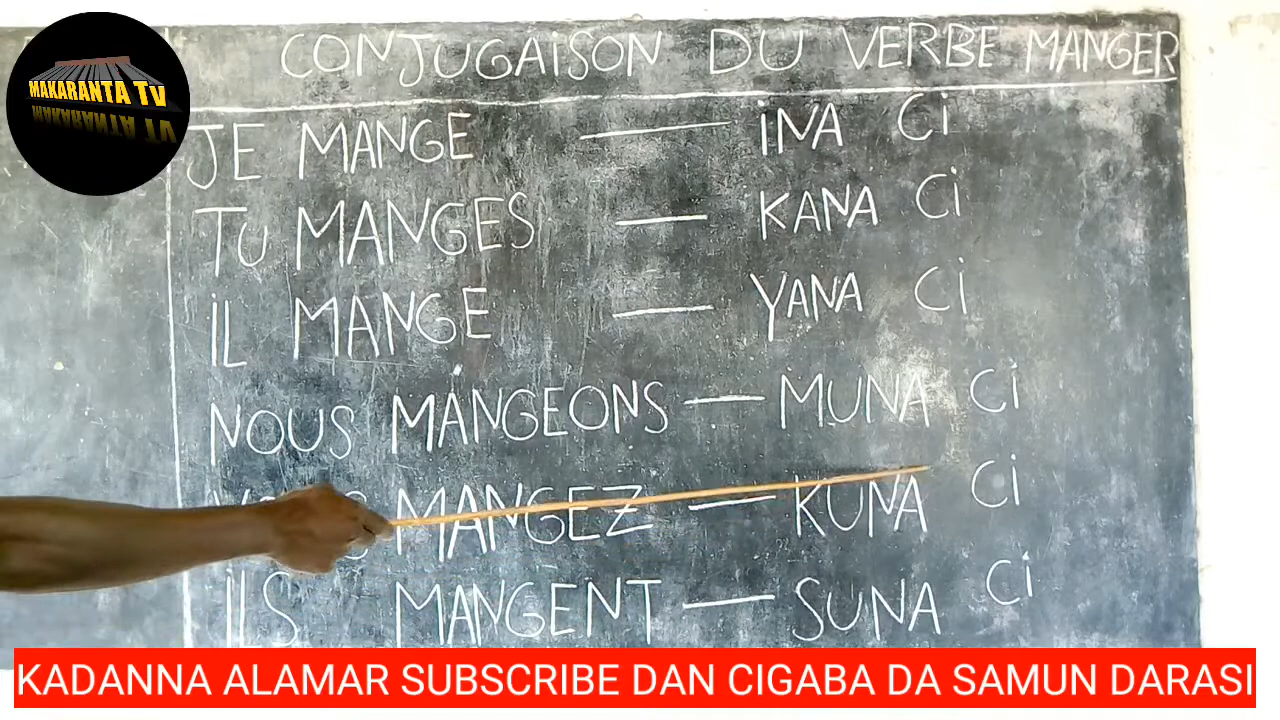 MAKARANTA TV
CONJUGAISON DU VERBE MANGER
JE MANGE — iNA Ci
TU MANGES — KANA Ci
iL MANGE — YANA Ci
NOUS MANGEONS — MUNA Ci
MANGEZ — KUNA Ci
iLS MANGENT — SUNA Ci
KADANNA ALAMAR SUBSCRIBE DAN CIGABA DA SAMUN DARASI